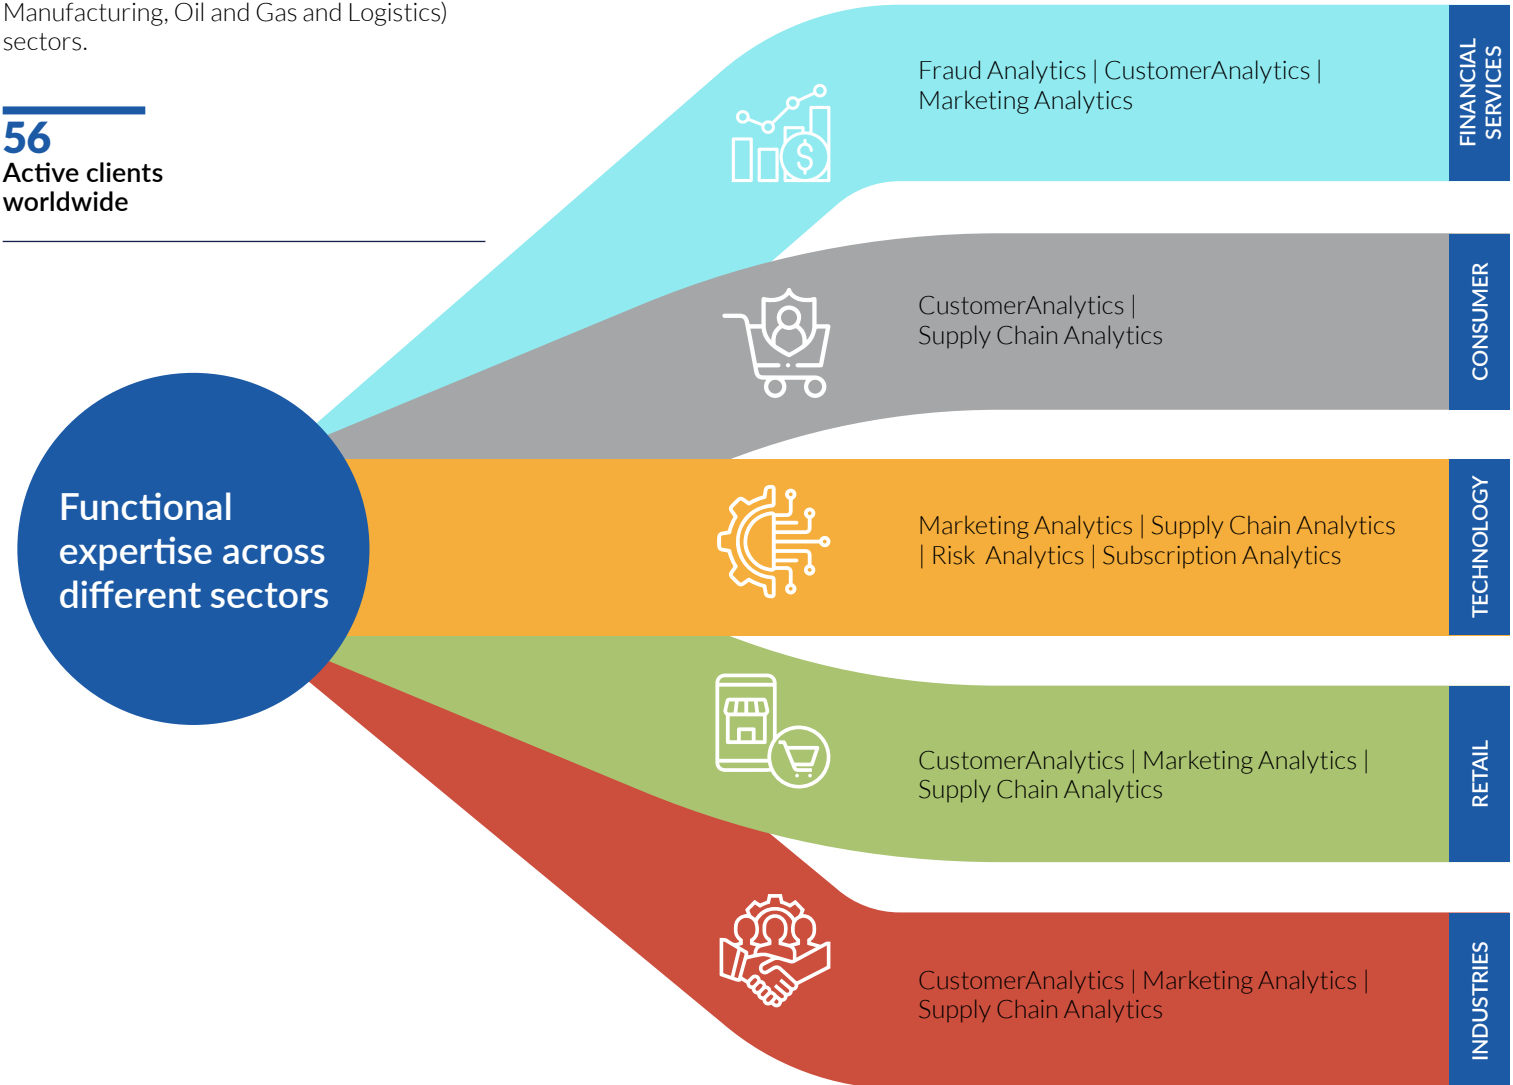 Manufacturing, Oil and Gas and Logistics)
sectors.
56
Active clients
worldwide
Functional
expertise across
different sectors
Fraud Analytics | CustomerAnalytics |
Marketing Analytics
FINANCIAL
SERVICES
CustomerAnalytics |
Supply Chain Analytics
CONSUMER
Marketing Analytics | Supply Chain Analytics
| Risk  Analytics | Subscription Analytics
TECHNOLOGY
CustomerAnalytics | Marketing Analytics |
Supply Chain Analytics
RETAIL
CustomerAnalytics | Marketing Analytics |
Supply Chain Analytics
INDUSTRIES